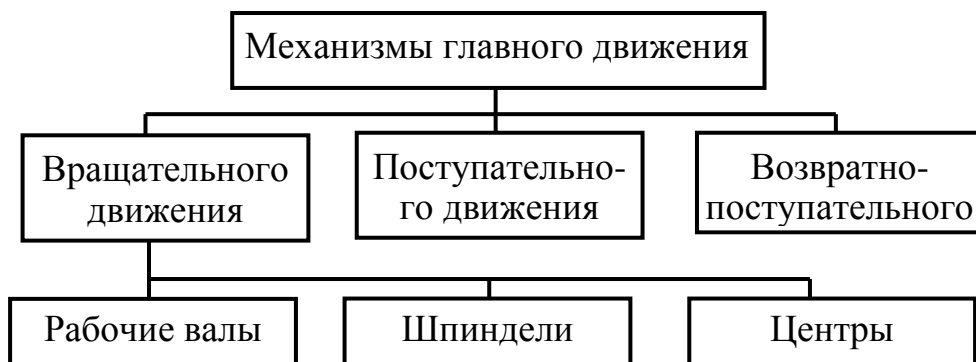 Механизмы главного движения
Вращательного
движения
Поступательно-
го движения
Возвратно-
поступательного
Рабочие валы
Шпиндели
Центры